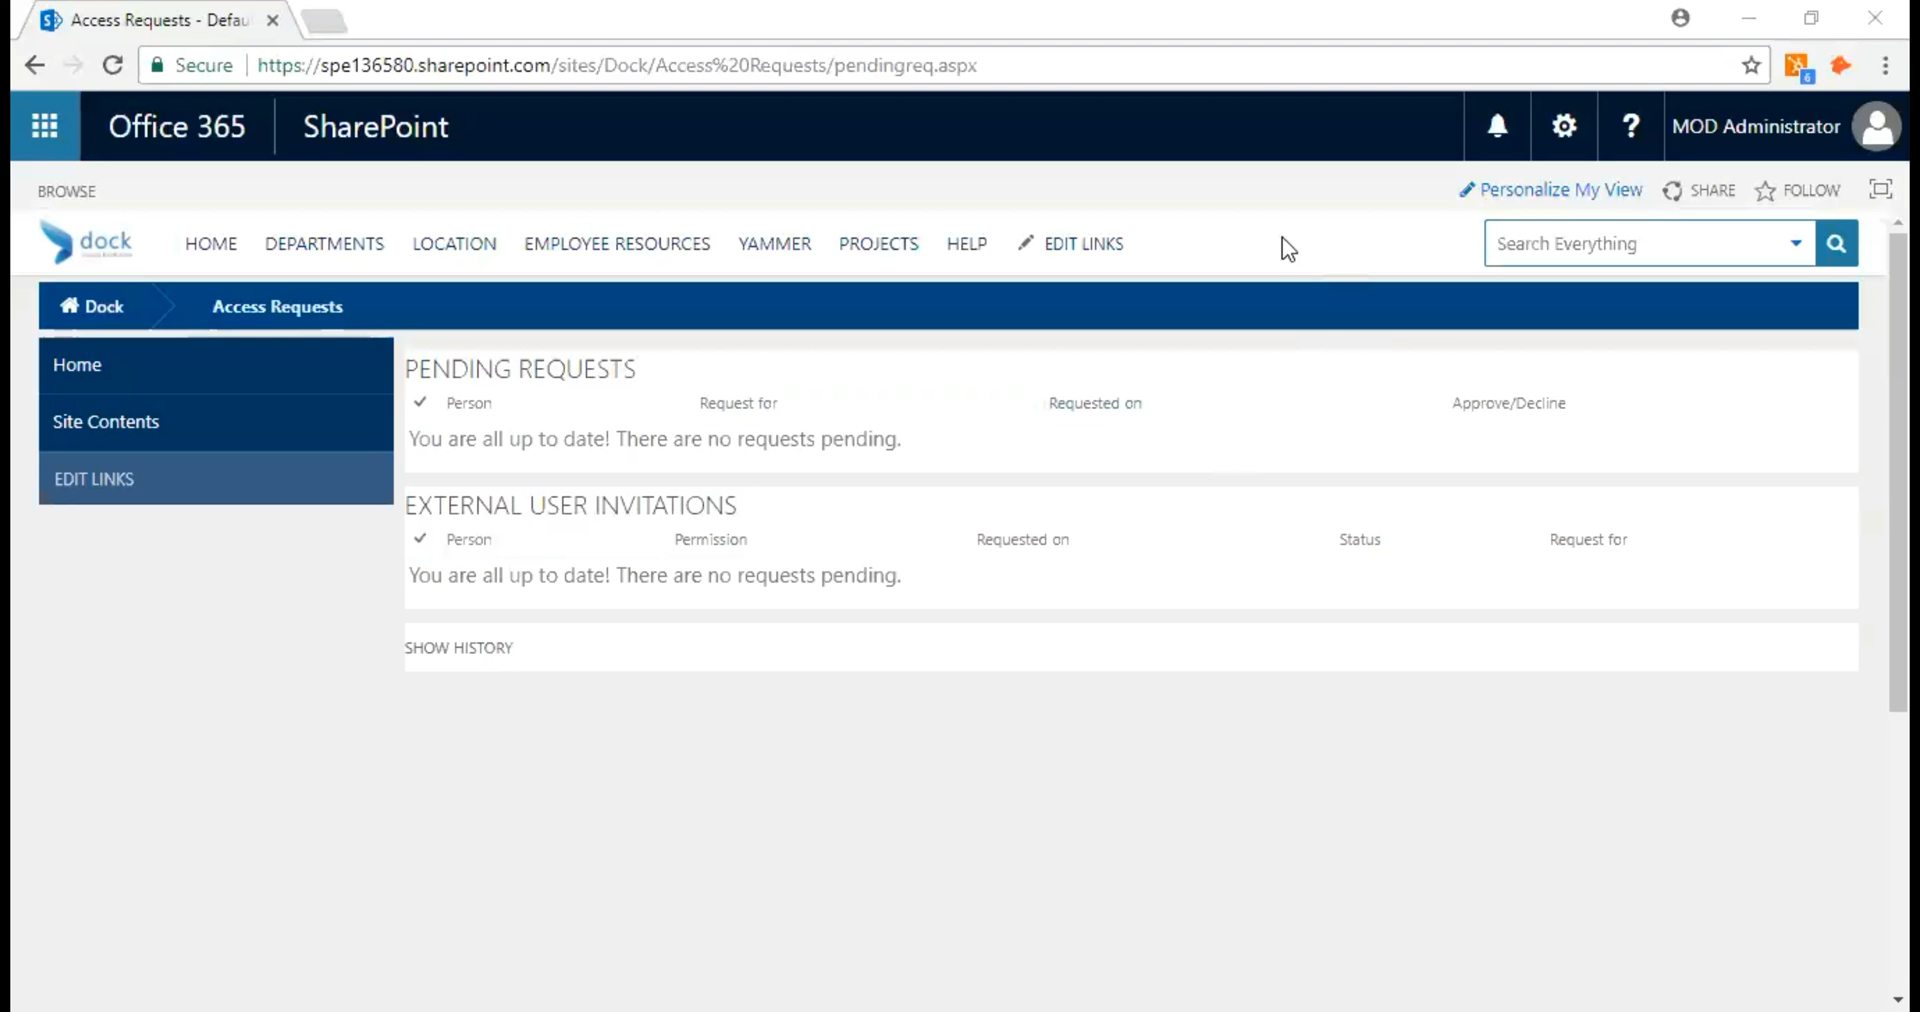 Access Requests - Defau
Secure
https://spe136580.sharepoint.com/sites/Dock/Access%20Requests/pendingreq.aspx
6
Office 365
SharePoint
?
MOD Administrator
BROWSE
Personalize My View
SHARE
FOLLOW
dock
HOME
DEPARTMENTS
LOCATION
EMPLOYEE RESOURCES
YAMMER
PROJECTS
HELP
EDIT LINKS
Search Everything
Dock
Access Requests
Home
Site Contents
EDIT LINKS
PENDING REQUESTS
Person
Request for
Requested on
Approve/Decline
You are all up to date! There are no requests pending.
EXTERNAL USER INVITATIONS
Person
Permission
Requested on
Status
Request for
You are all up to date! There are no requests pending.
SHOW HISTORY